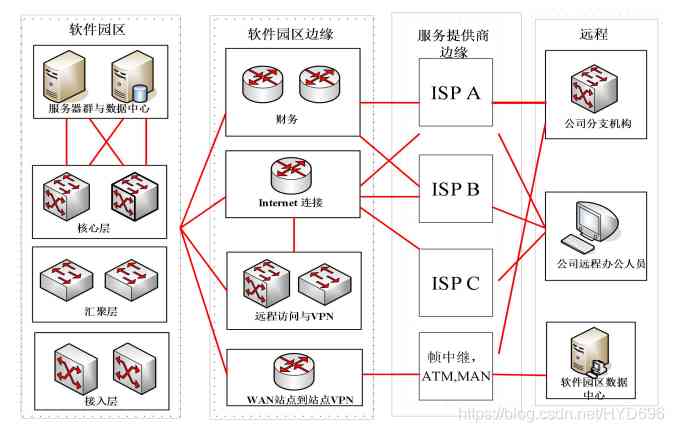 软件园区
服务器群与数据中心
核心层
汇聚层
接入层
软件园区边缘
财务
Internet 连接
远程访问与VPN
WAN站点到站点VPN
服务提供商
边缘
ISP A
ISP B
ISP C
帧中继，
ATM,MAN
远程
公司分支机构
公司远程办公人员
软件园区数据
中心
https://blog.csdn.net/HYD696